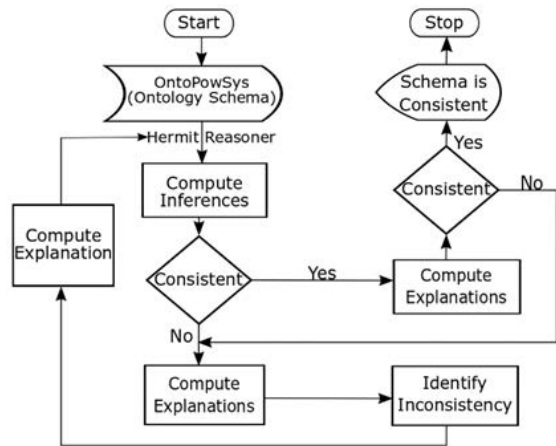 Start
Stop
OntoPowSys
(Ontology Schema)
Schema is
Consistent
Hermit Reasoner
Yes
No
Compute
Inferences
Consistent
Compute
Explanation
Consistent
Yes
Compute
Explanations
No
Compute
Explanations
Identify
Inconsistency